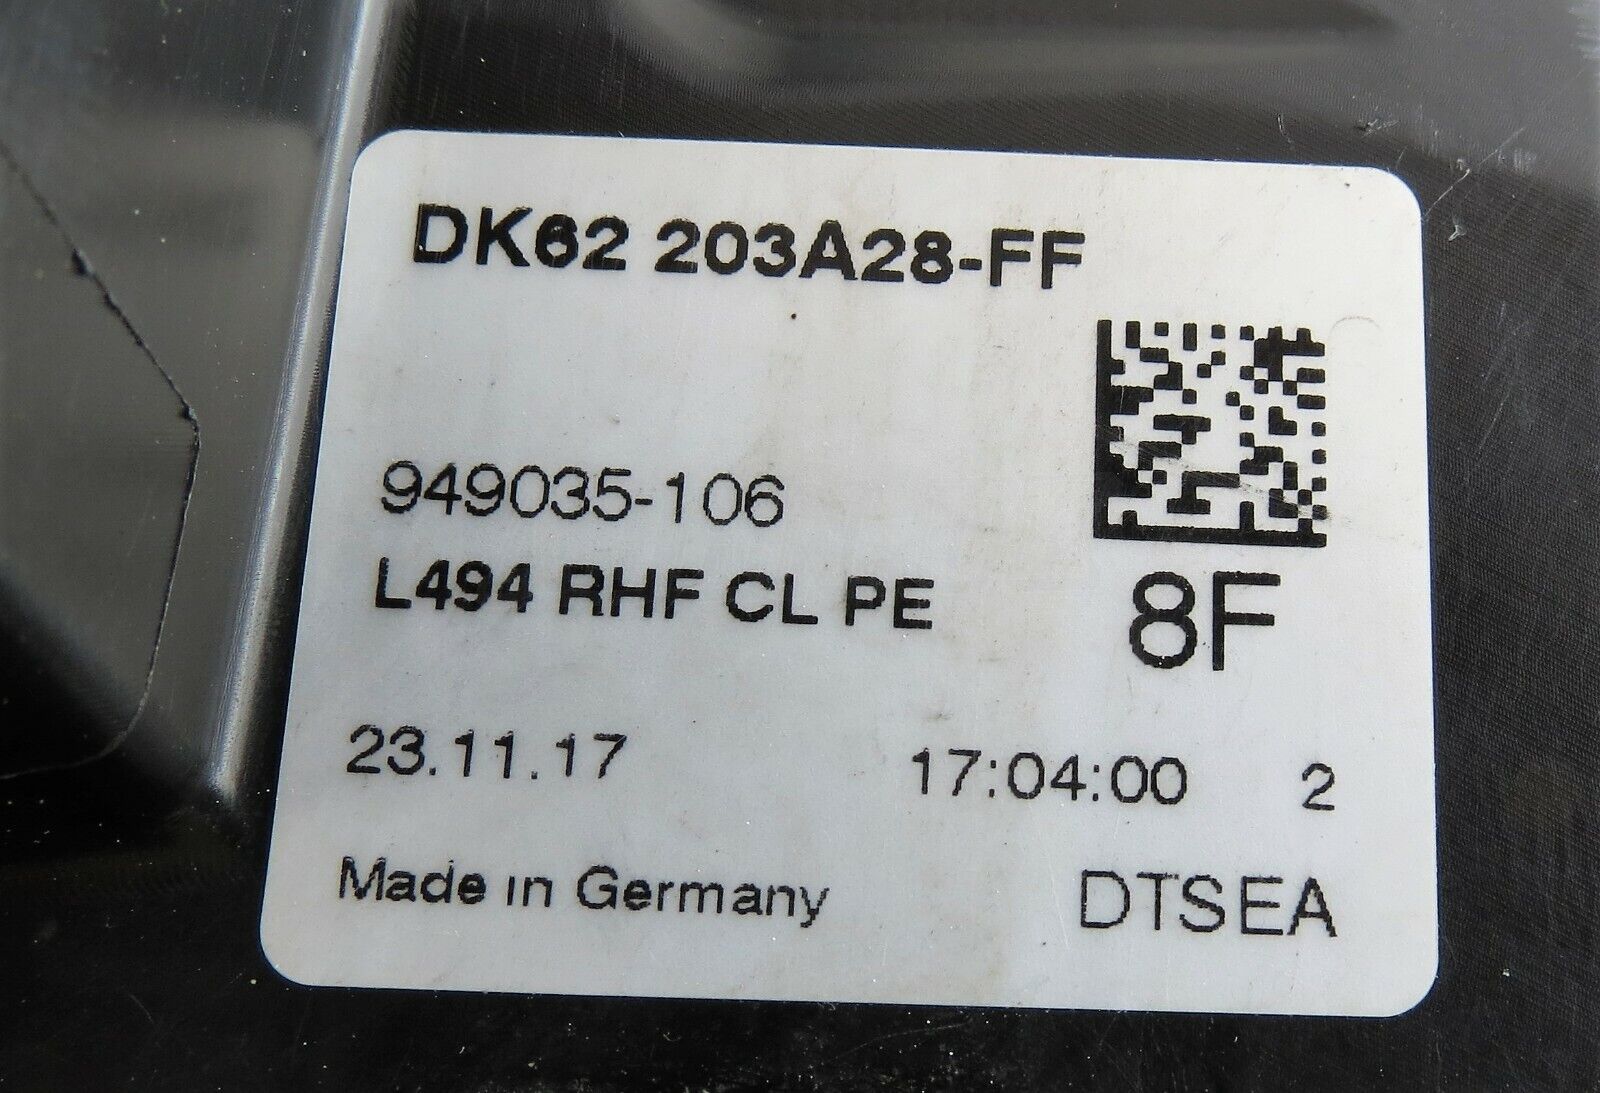 DK62 203A28-FF
949035-106
L494 RHF CL PE
8F
23.11.17 17:04:00 2
Made in Germany DTSEA